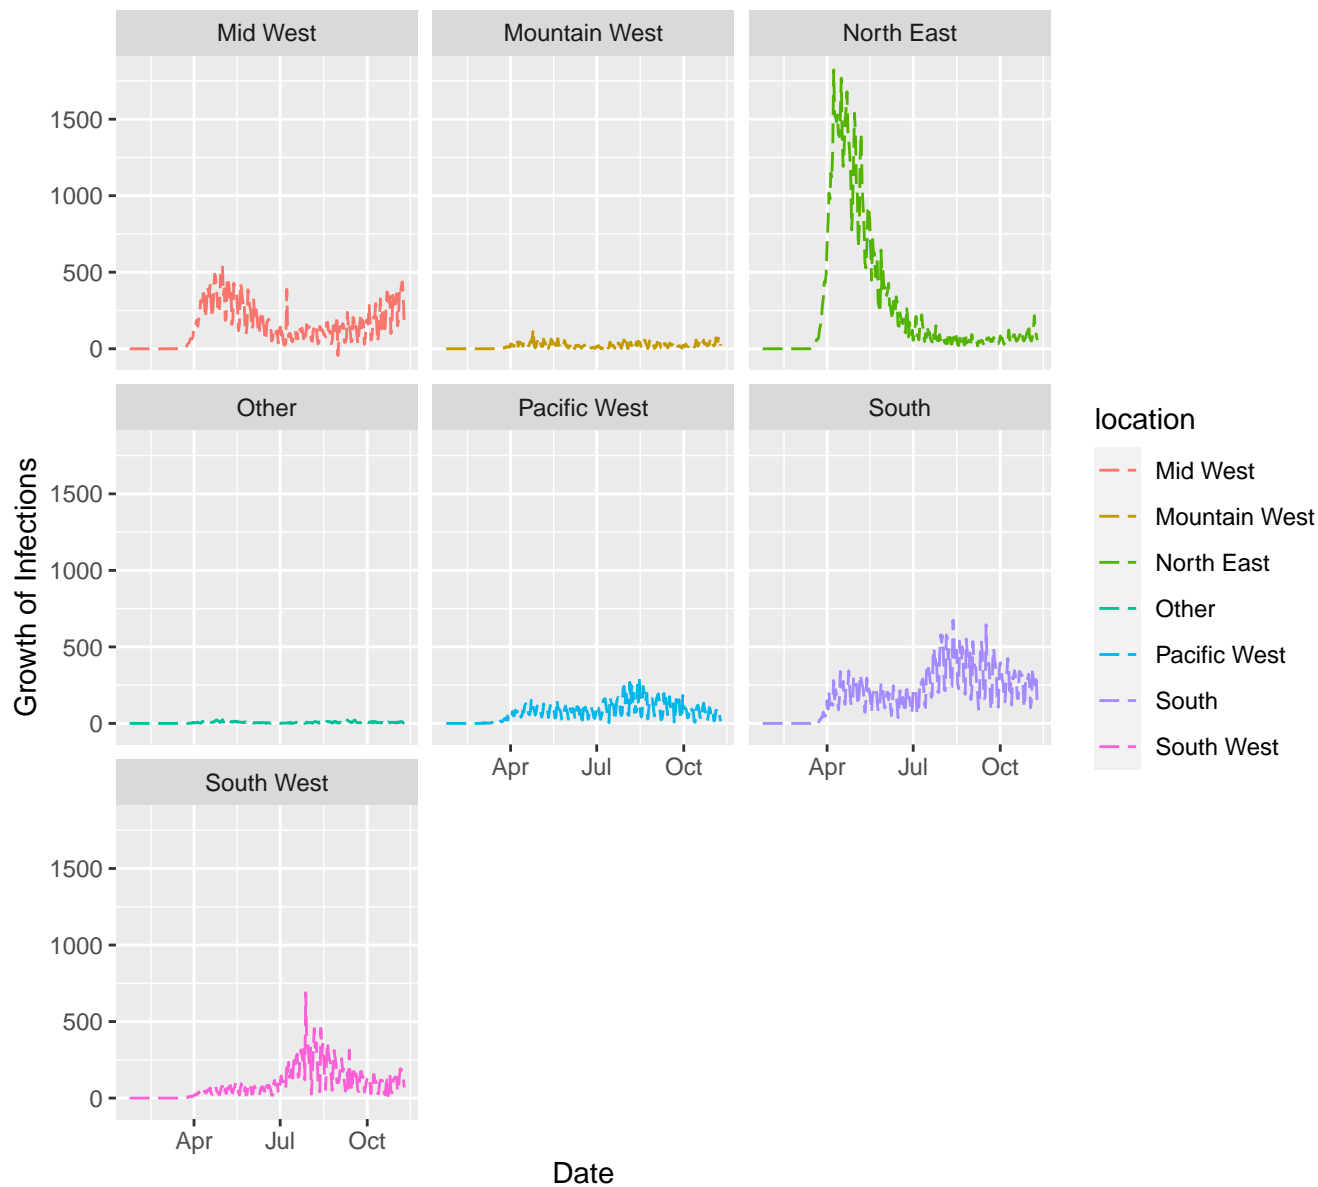 Mid West
Mountain West
North East
1500
1000
500
0
Other
Pacific West
South
1500
1000
500
0
Apr Jul Oct
Apr Jul Oct
South West
1500
1000
500
0
Apr Jul Oct
Date
Growth of Infections
location
Mid West
Mountain West
North East
Other
Pacific West
South
South West